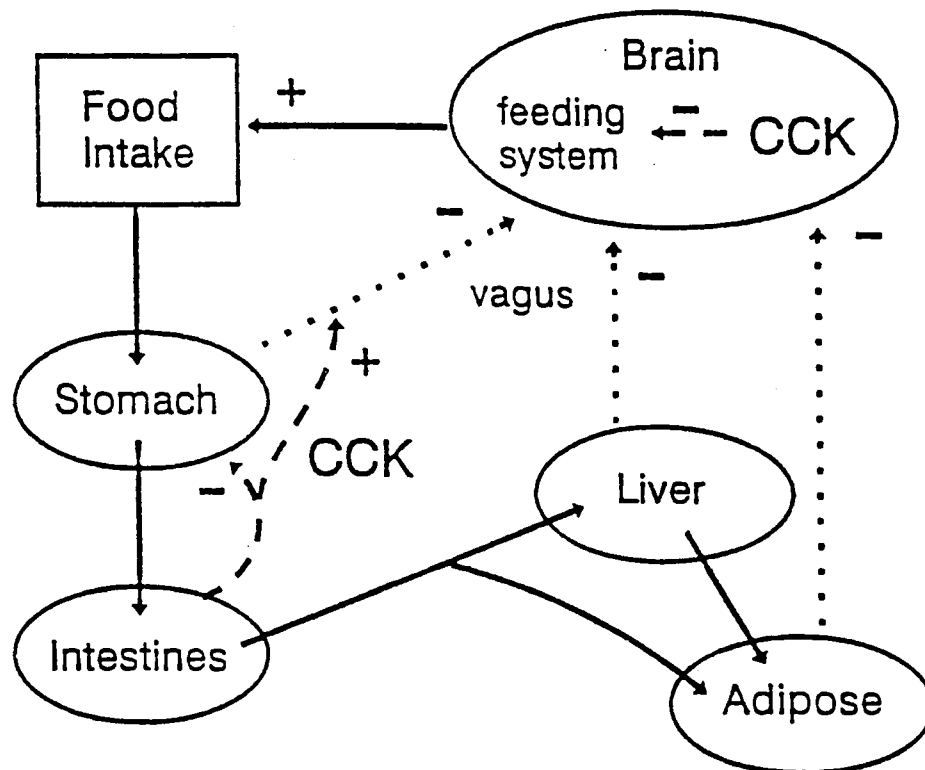 Brain
Food
Intake
+
feeding
system
-
CCK
-
-
-
vagus
+
Stomach
CCK
-
Liver
Intestines
Adipose